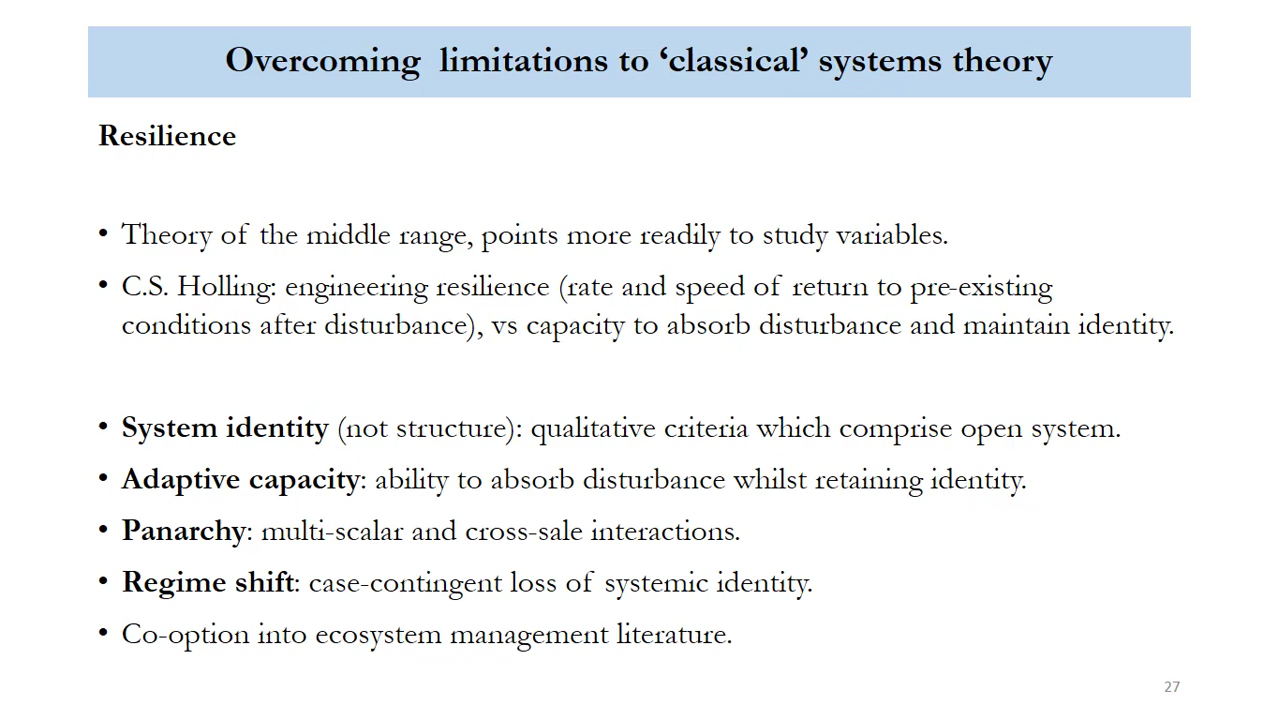 Overcoming  limitations to ‘classical’ systems theory
Resilience
• Theory of the middle range, points more readily to study variables.
• C.S. Holling: engineering resilience (rate and speed of return to pre-existing
conditions after disturbance), vs capacity to absorb disturbance and maintain identity.
• System identity (not structure): qualitative criteria which comprise open system.
• Adaptive capacity: ability to absorb disturbance whilst retaining identity.
• Panarchy: multi-scalar and cross-sale interactions.
• Regime shift: case-contingent loss of systemic identity.
• Co-option into ecosystem management literature.
27